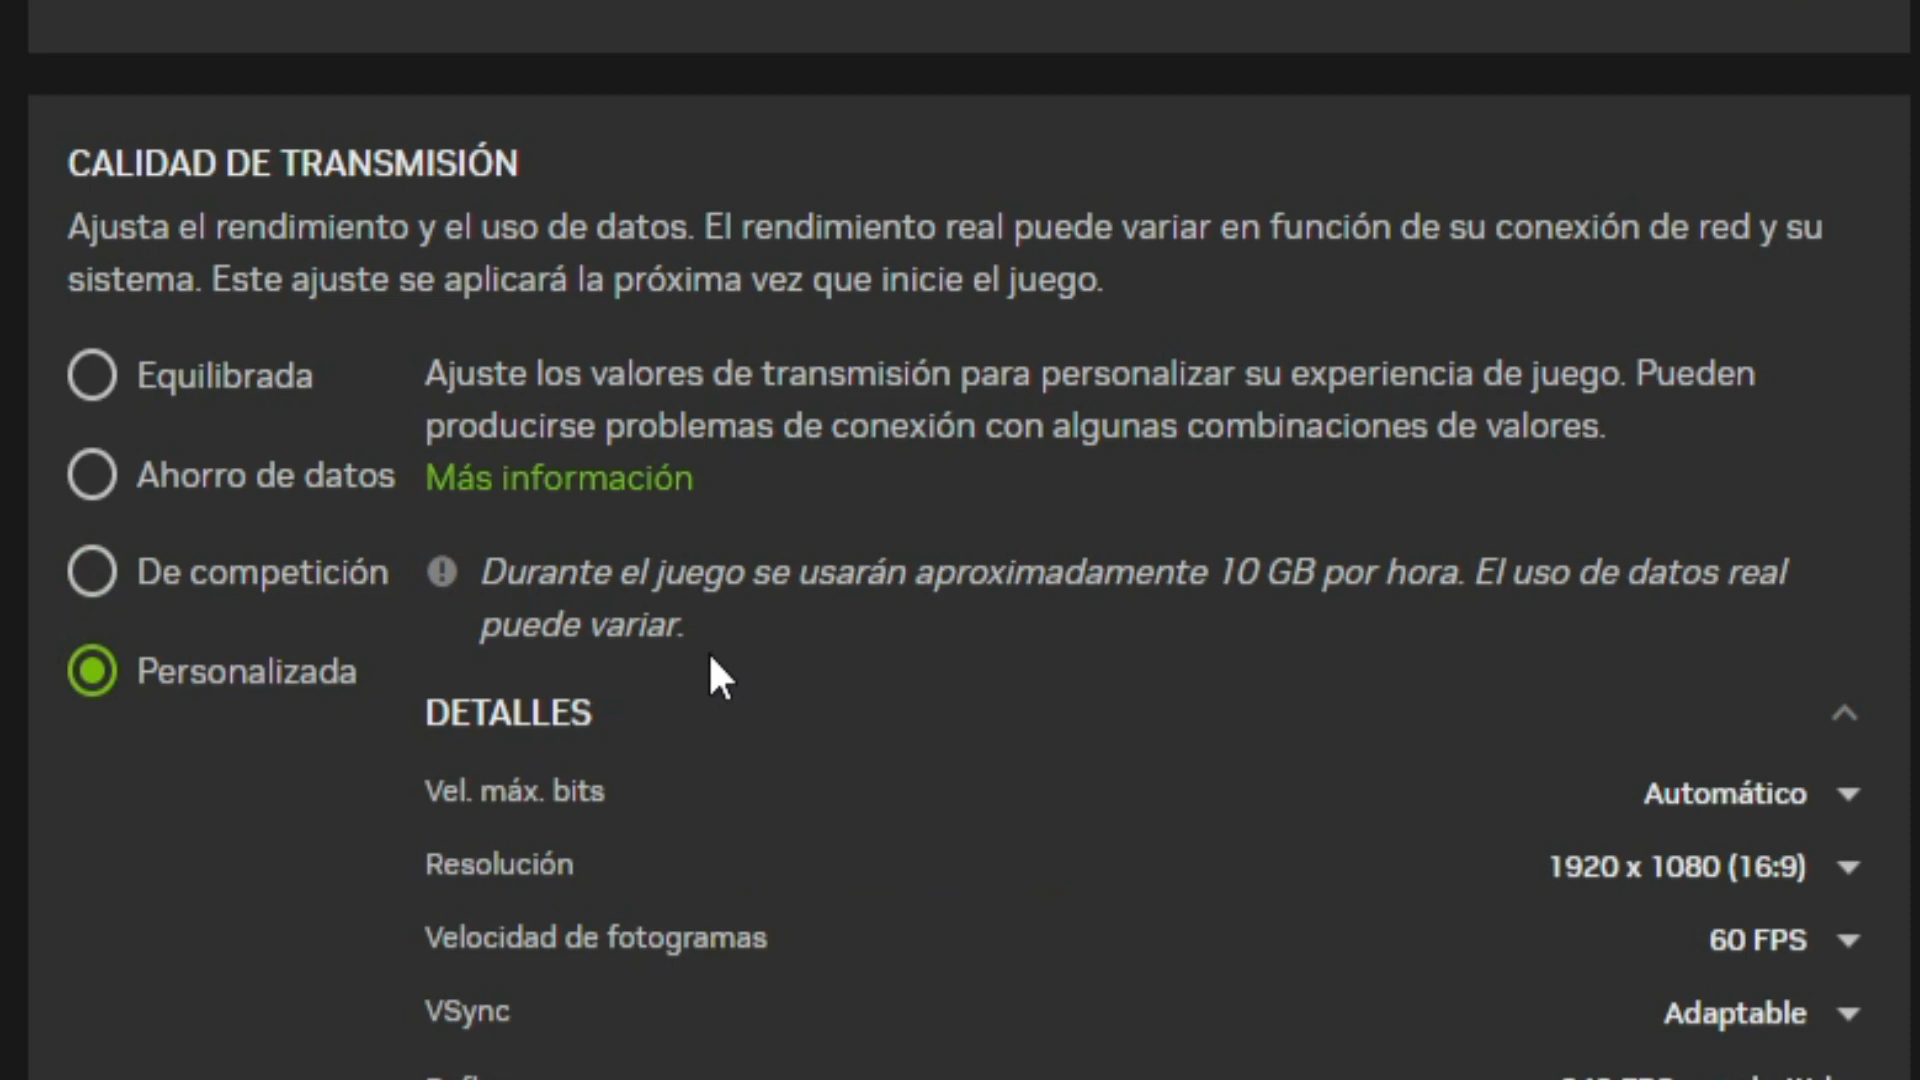 CALIDAD DE TRANSMISIÓN
Ajusta el rendimiento y el uso de datos. El rendimiento real puede variar en función de su conexión de red y su
sistema. Este ajuste se aplicará la próxima vez que inicie el juego.
Equilibrada
Ahorro de datos
De competición
Personalizada
Ajuste los valores de transmisión para personalizar su experiencia de juego. Pueden
producirse problemas de conexión con algunas combinaciones de valores.
Más información
Durante el juego se usarán aproximadamente 10 GB por hora. El uso de datos real
puede variar.
DETALLES
Vel. máx. bits Automático
Resolución 1920 x 1080 (16:9)
Velocidad de fotogramas 60 FPS
VSync Adaptable